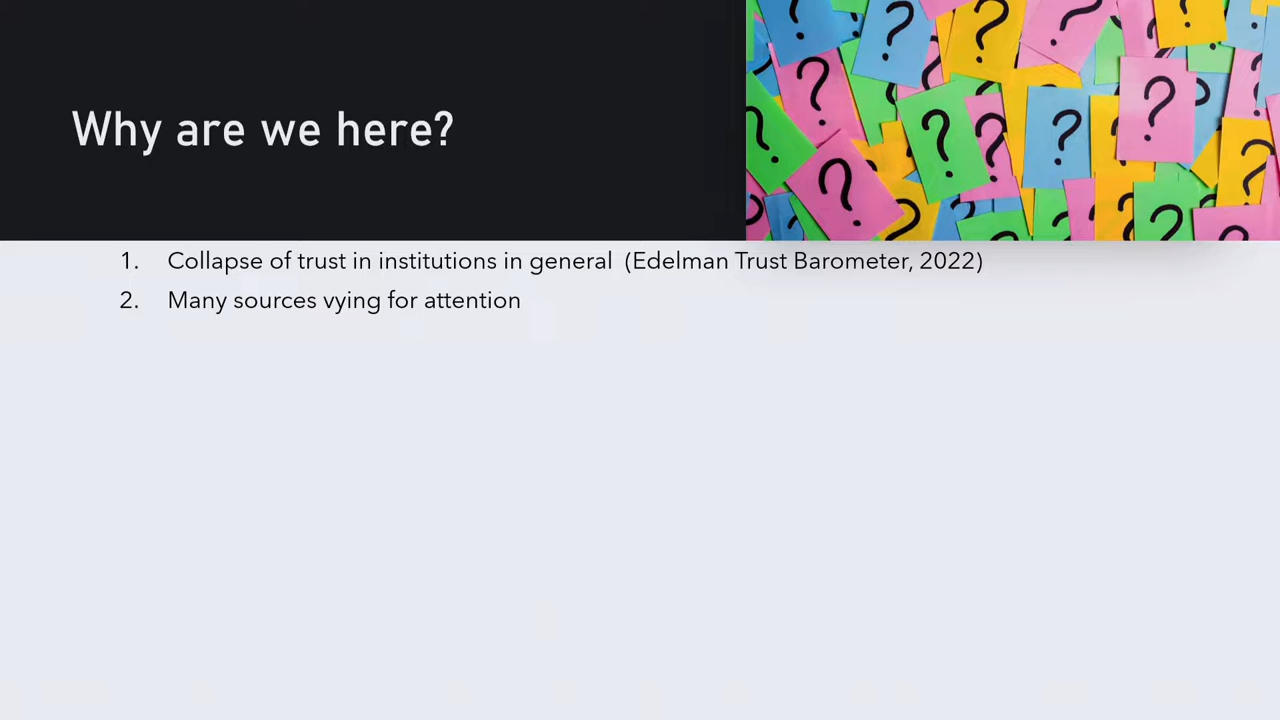 Why are we here?
1. Collapse of trust in institutions in general (Edelman Trust Barometer, 2022)
2. Many sources vying for attention